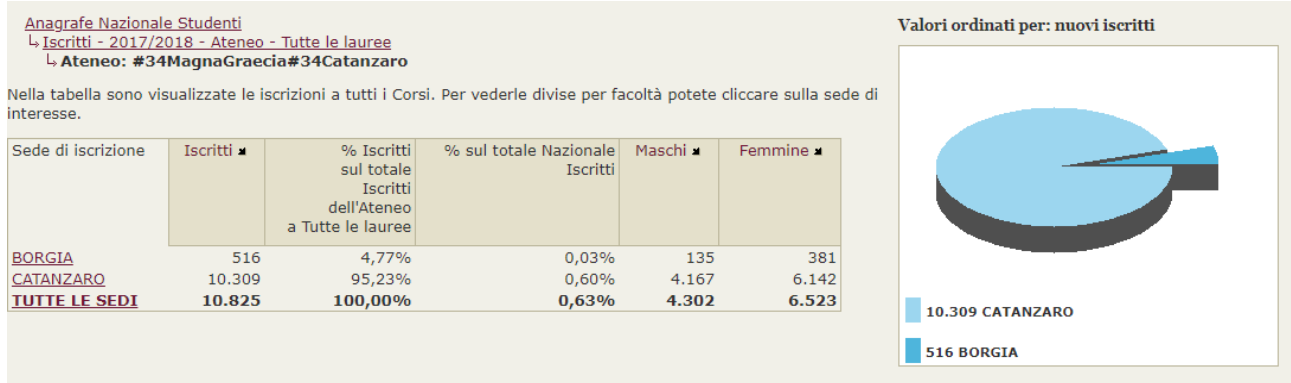 Anagrafe Nazionale Studenti
↳ Iscritti - 2017/2018 - Ateneo - Tutte le lauree
↳ Ateneo: #34MagnaGraecia#34Catanzaro
Nella tabella sono visualizzate le iscrizioni a tutti i Corsi. Per vederle divise per facoltà potete cliccare sulla sede di
interesse.
Sede di iscrizione Iscritti % Iscritti % sul totale Nazionale Maschi Femmine
sul totale Iscritti
Iscritti
dell'Ateneo
a Tutte le lauree
BORGIA 516 4,77% 0,03% 135 381
CATANZARO 10.309 95,23% 0,60% 4.167 6.142
TUTTE LE SEDI 10.825 100,00% 0,63% 4.302 6.523
Valori ordinati per: nuovi iscritti
10.309 CATANZARO
516 BORGIA